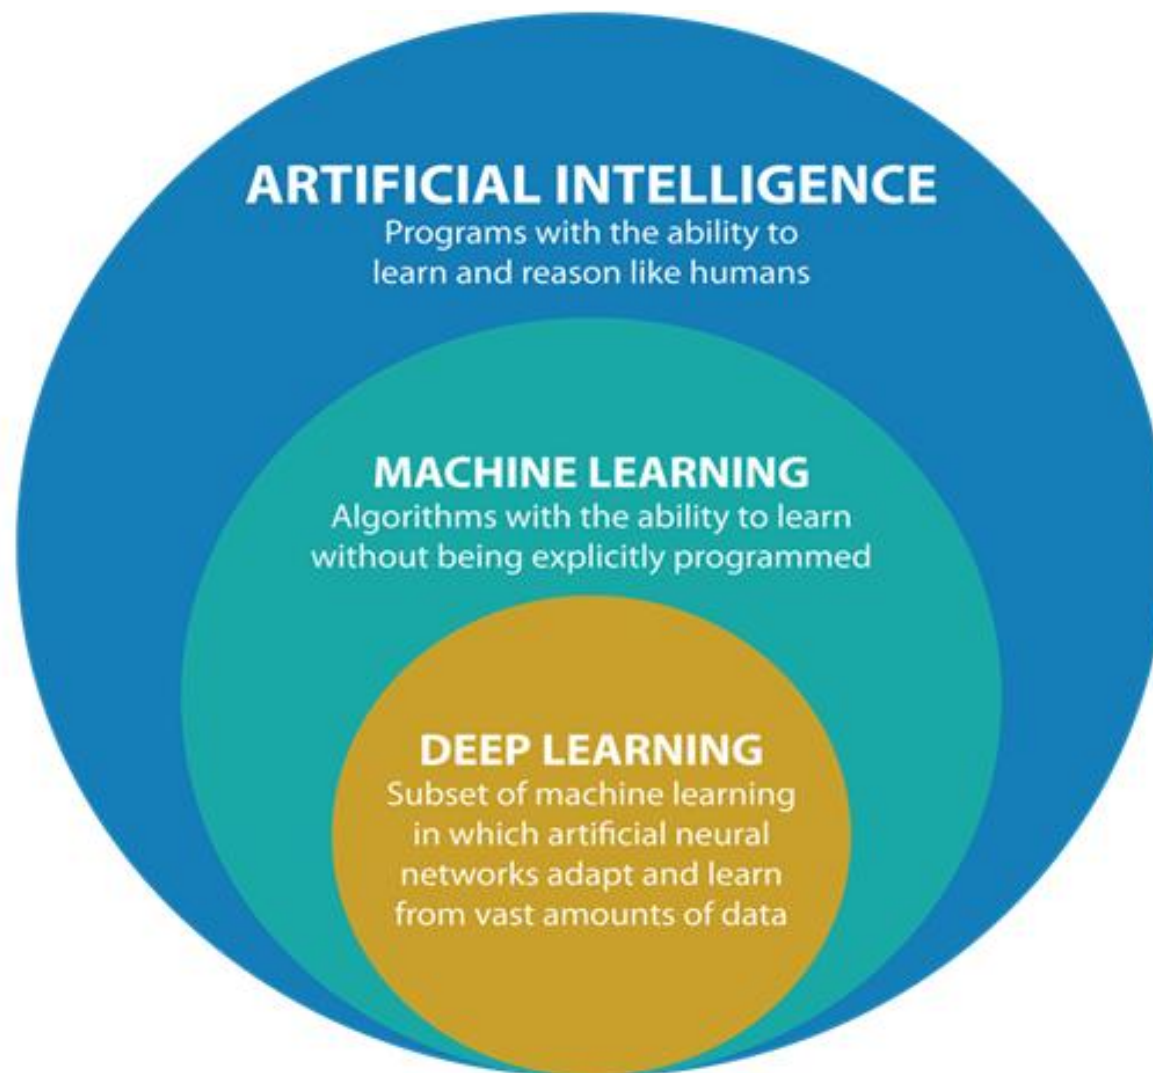 ARTIFICIAL INTELLIGENCE
Programs with the ability to
learn and reason like humans
MACHINE LEARNING
Algorithms with the ability to learn
without being explicitly programmed
DEEP LEARNING
Subset of machine learning
in which artificial neural
networks adapt and learn
from vast amounts of data